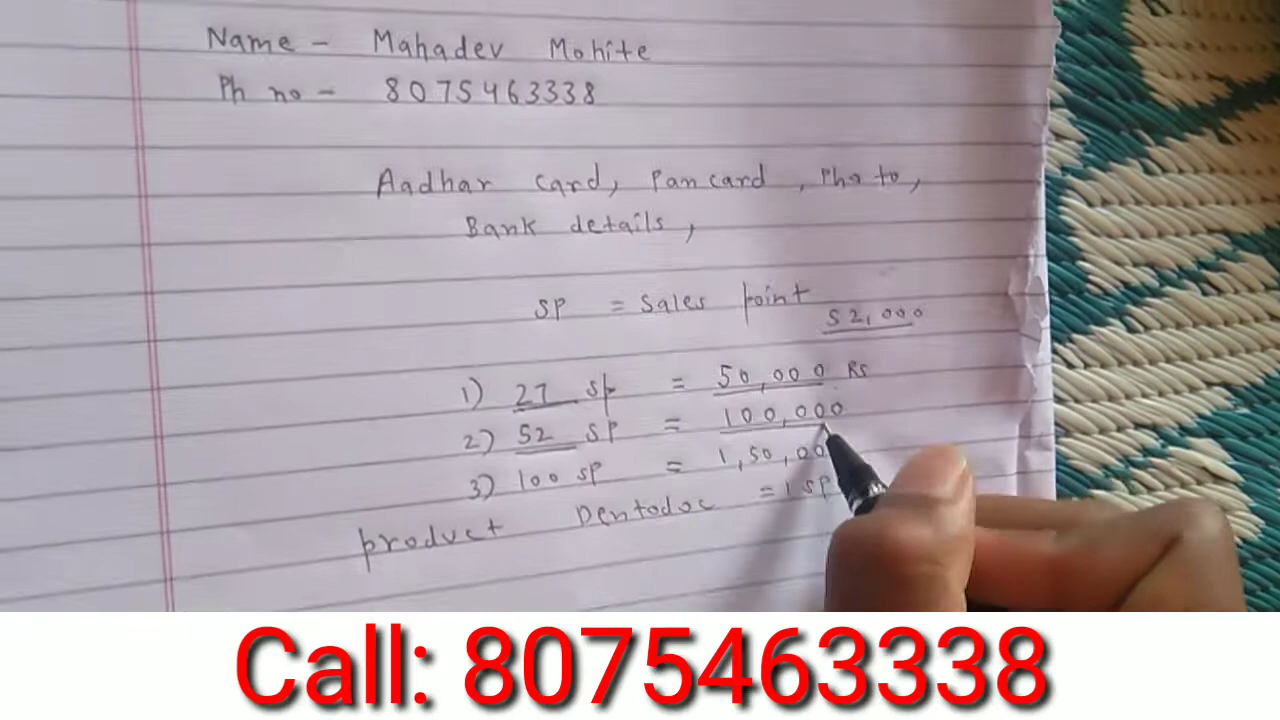 Name - Mahadev Mohite
Ph no - 8075463338
Aadhar card, Pan card, Photo,
Bank details,
SP = Sales point
52,000
1) 27 SP = 50,000 RS
2) 52 SP = 100,000
3) 100 SP = 1,50,00
product Dentodoc = 1 SP
Call: 8075463338